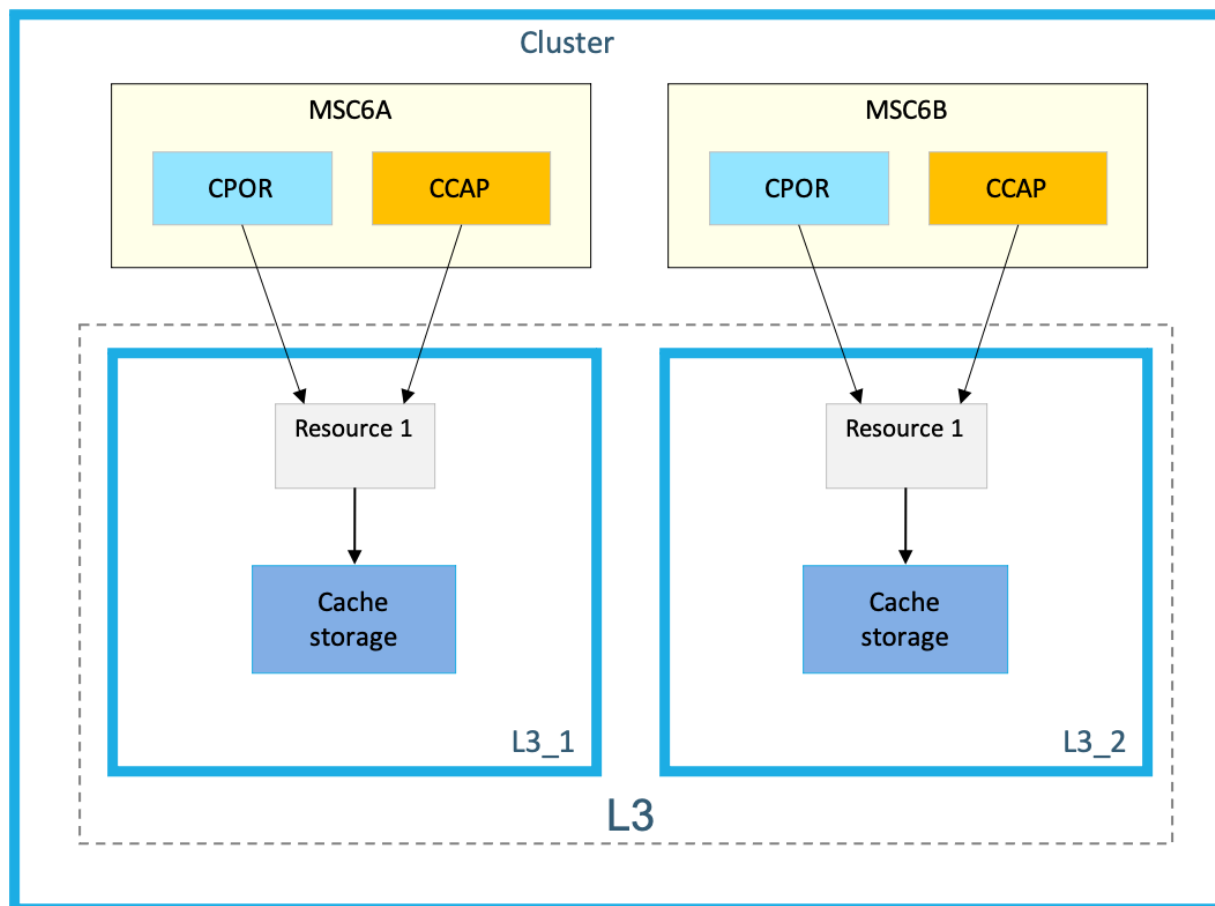 Cluster
MSC6A
MSC6B
CPOR
CCAP
CPOR
CCAP
Resource 1
Resource 1
Cache
storage
Cache
storage
L3_1
L3_2
L3